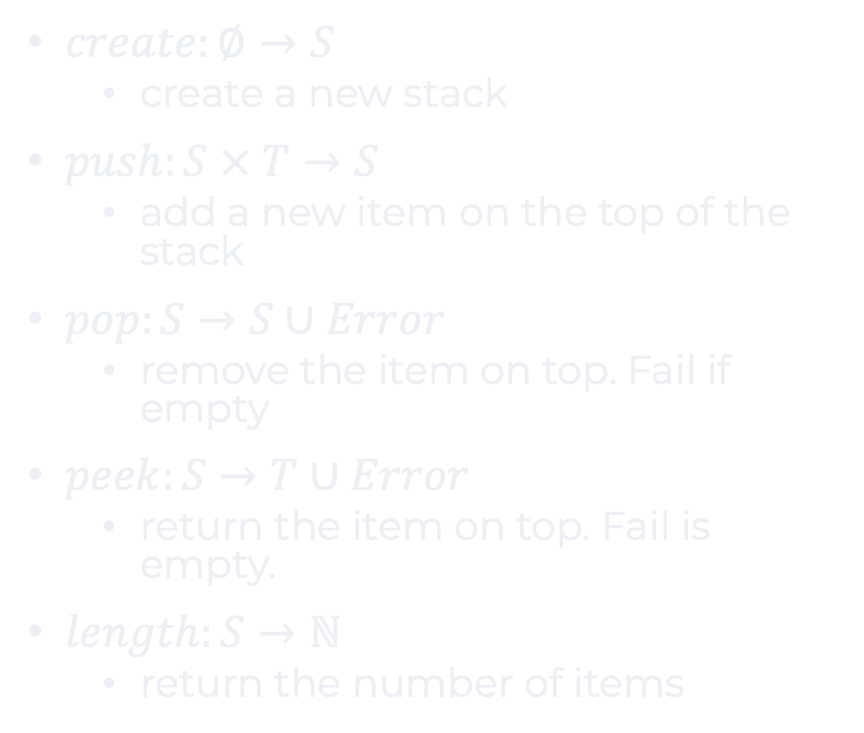 • create: ∅ → S
• create a new stack
• push: S × T → S
• add a new item on the top of the
stack
• pop: S → S ∪ Error
• remove the item on top. Fail if
empty
• peek: S → T ∪ Error
• return the item on top. Fail is
empty.
• length: S → ℕ
• return the number of items